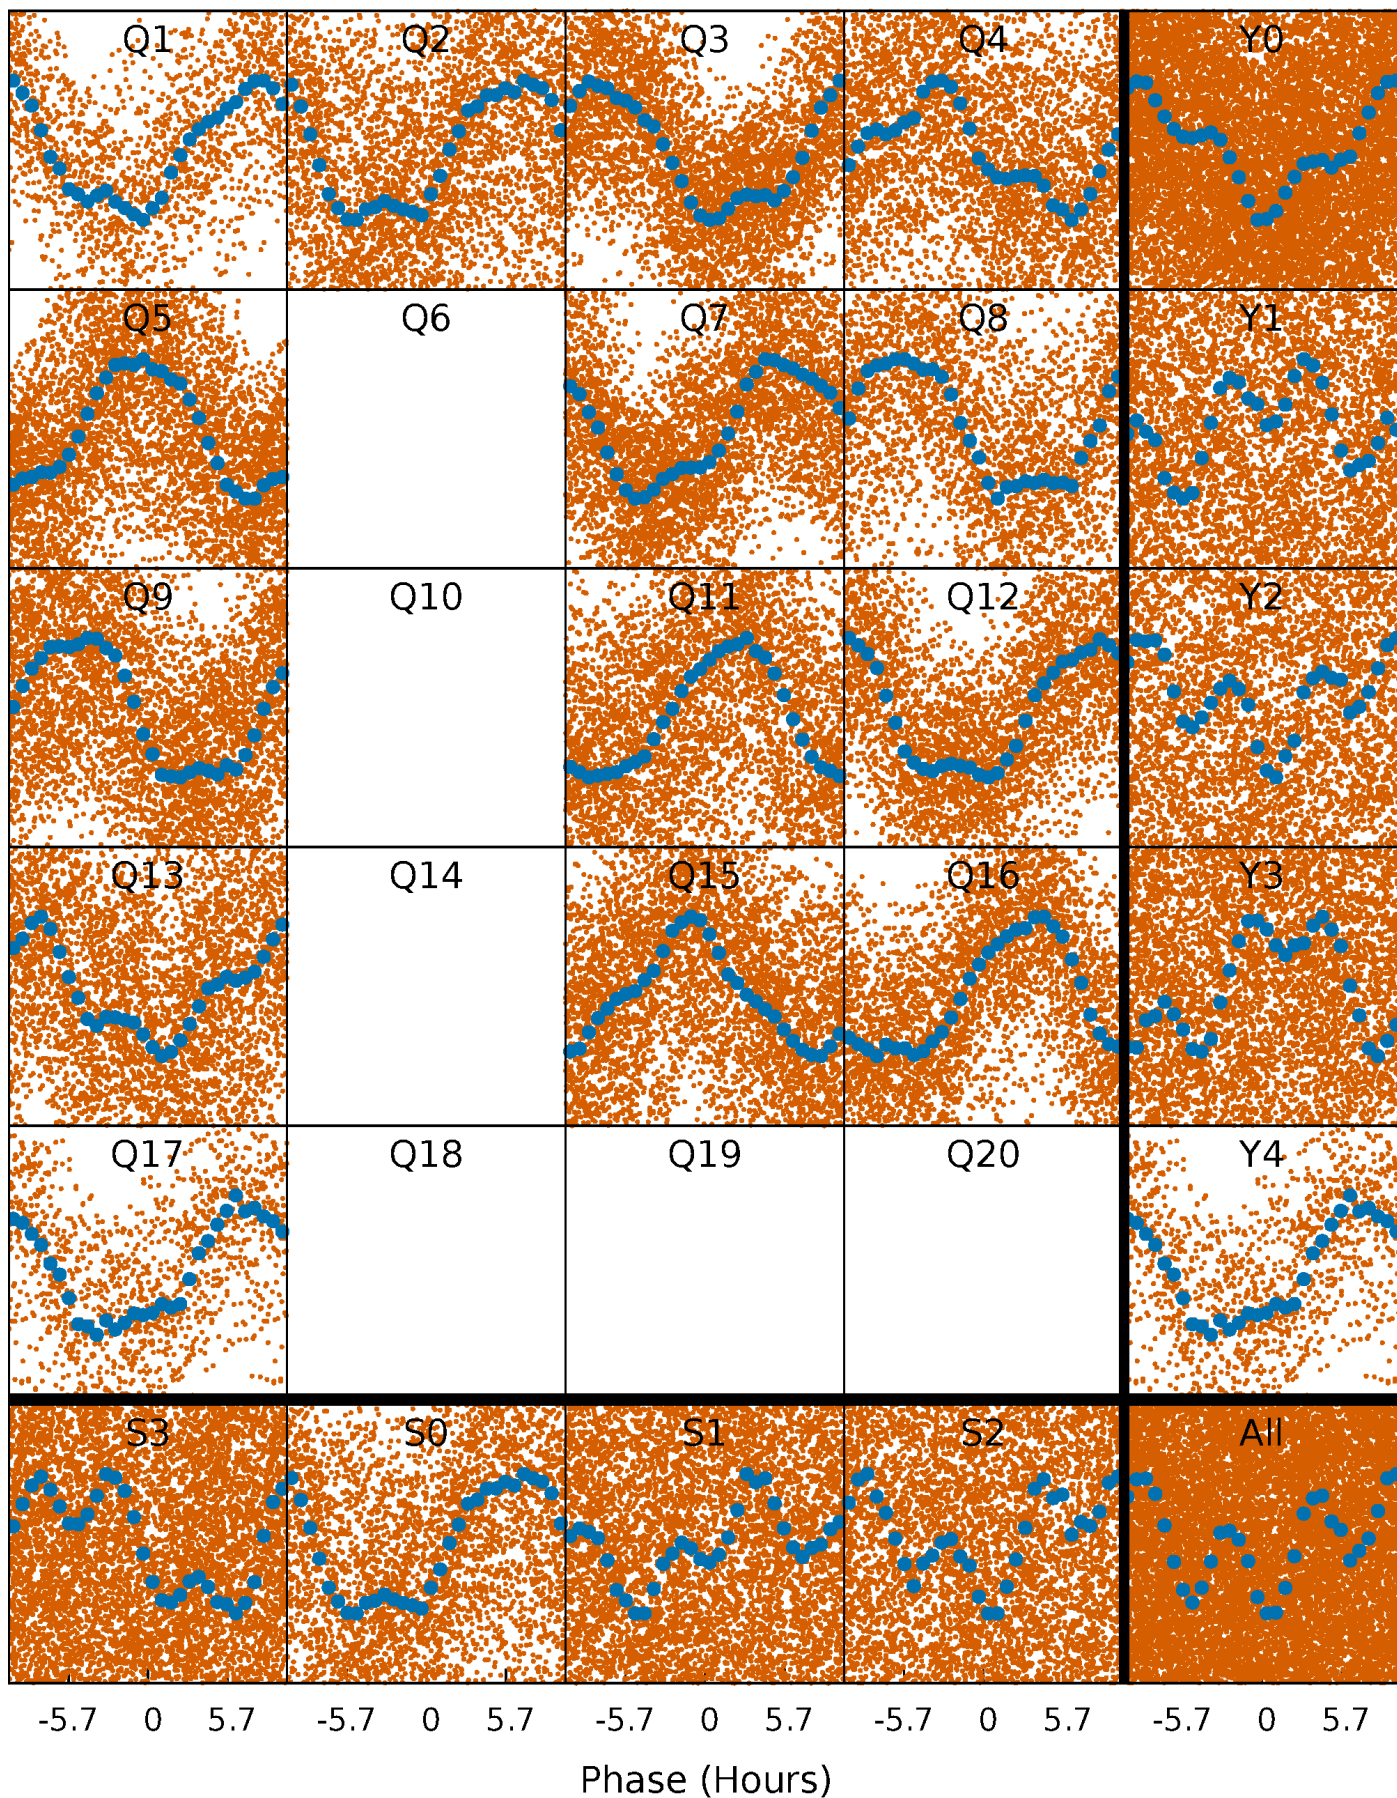 Q1 Q2 Q3 Q4 Y0
Q5 Q6 Q7 Q8 Y1
Q9 Q10 Q11 Q12 Y2
Q13 Q14 Q15 Q16 Y3
Q17 Q18 Q19 Q20 Y4
S3 S0 S1 S2 All
-5.7 0 5.7 -5.7 0 5.7 -5.7 0 5.7 -5.7 0 5.7 -5.7 0 5.7
Phase (Hours)